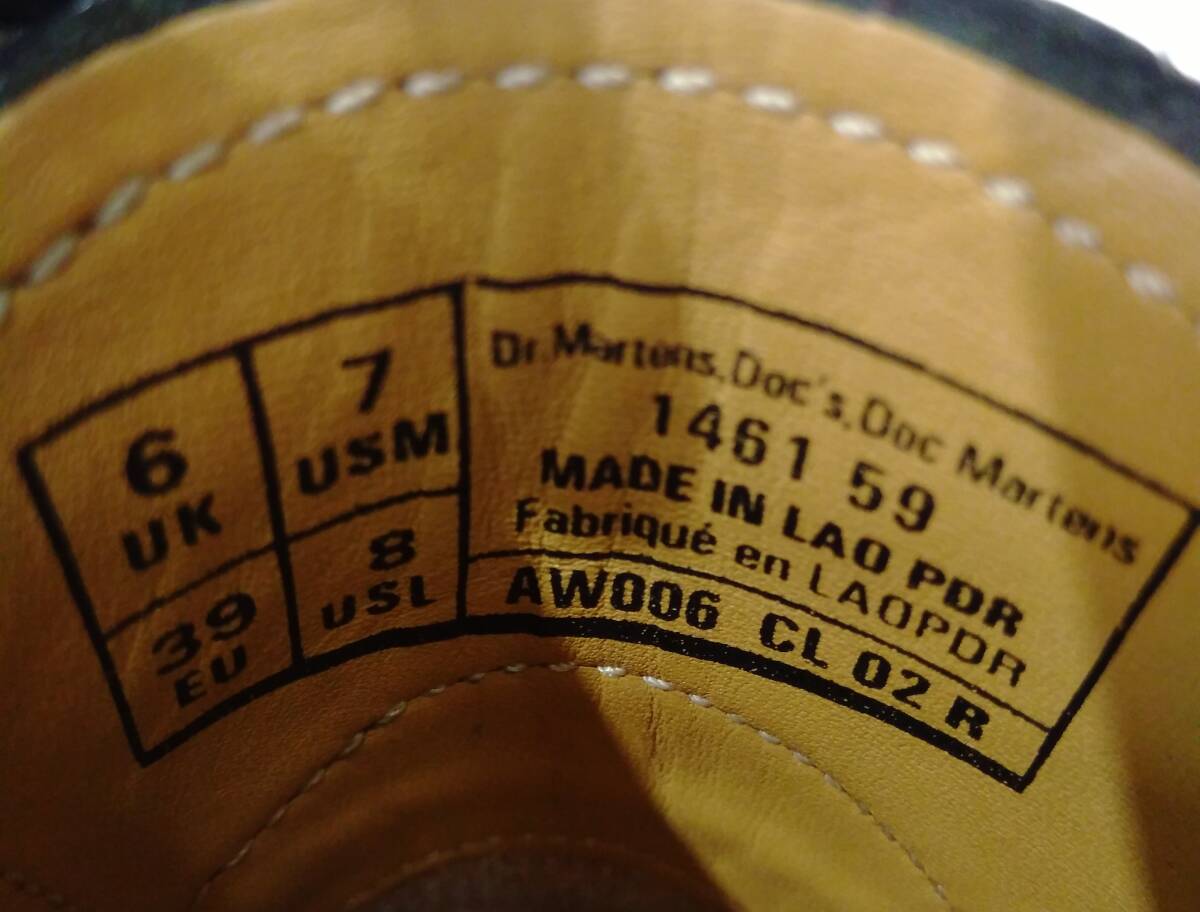 6
UK
7
USM
39
EU
8
USL
Dr.Martens,Doc's,Doc Martens
1461 59
MADE IN LAO PDR
Fabriqué en LAOPDR
AW006 CL 02 R